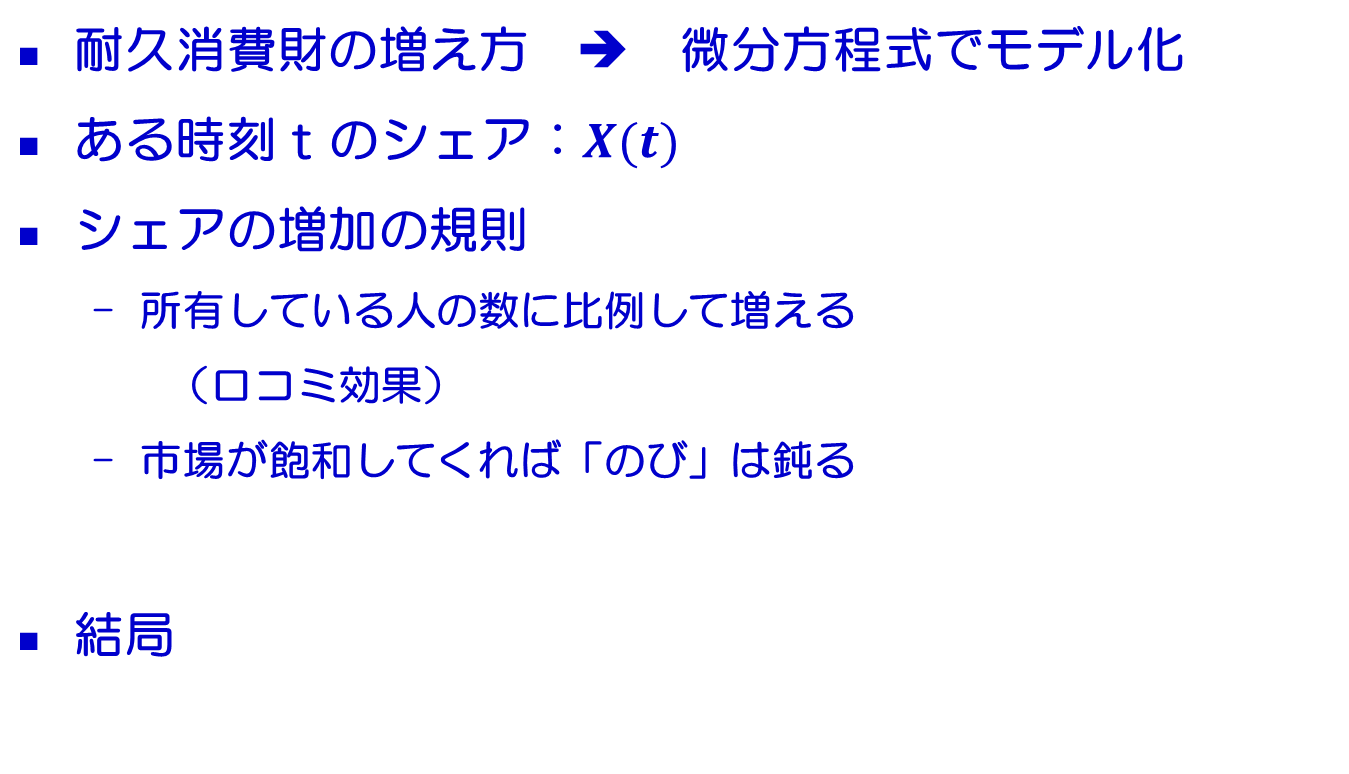 ■ 耐久消費財の増え方　➔　微分方程式でモデル化
■ ある時刻 t のシェア：X(t)
■ シェアの増加の規則
– 所有している人の数に比例して増える
（口コミ効果）
– 市場が飽和してくれば「のび」は鈍る
■ 結局